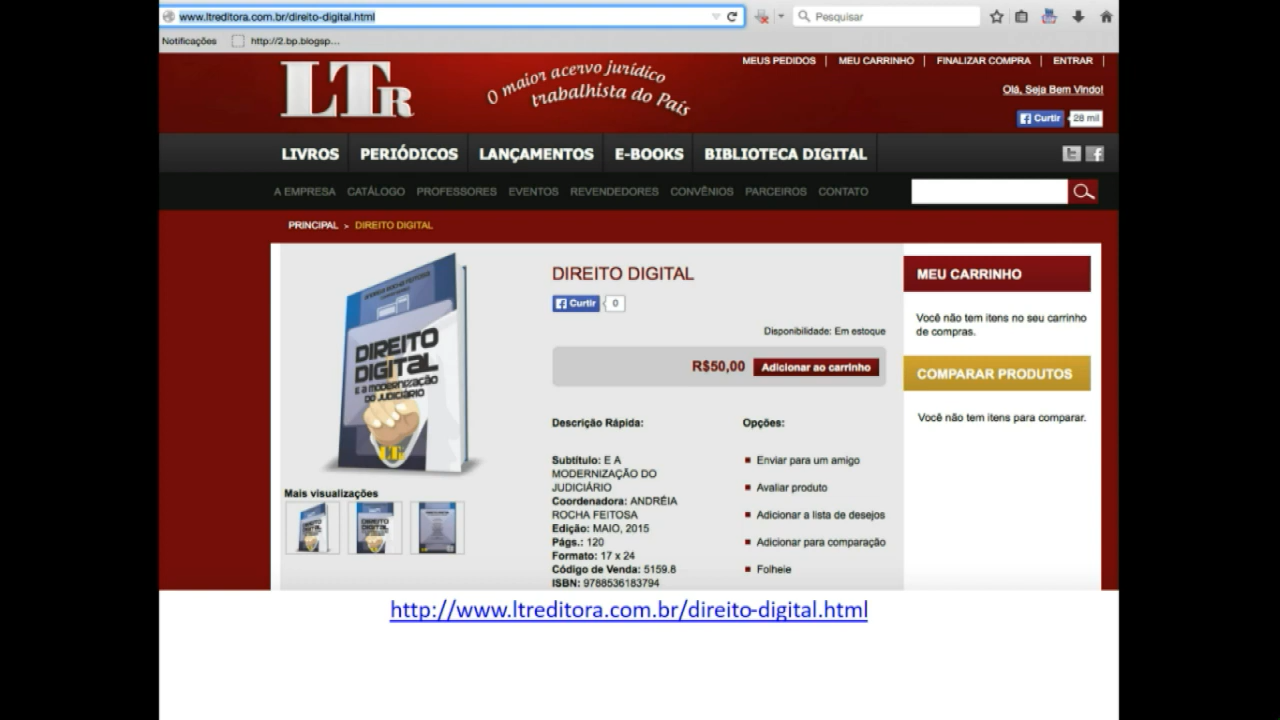 www.ltreditora.com.br/direito-digital.html
Pesquisar
Notificações
http://2.bp.blogsp...
MEUS PEDIDOS | MEU CARRINHO | FINALIZAR COMPRA | ENTRAR |
LTR
O maior acervo jurídico
trabalhista do País
Olá, Seja Bem Vindo!
Curtir 28 mil
LIVROS PERIÓDICOS LANÇAMENTOS E-BOOKS BIBLIOTECA DIGITAL
A EMPRESA CATÁLOGO PROFESSORES EVENTOS REVENDEDORES CONVÊNIOS PARCEIROS CONTATO
PRINCIPAL > DIREITO DIGITAL
DIREITO
DIGITAL
E A MODERNIZAÇÃO
DO JUDICIÁRIO
Mais visualizações
DIREITO DIGITAL
Curtir 0
Disponibilidade: Em estoque
R$50,00 Adicionar ao carrinho
Descrição Rápida:
Subtítulo: E A
MODERNIZAÇÃO DO
JUDICIÁRIO
Coordenadora: ANDRÉIA
ROCHA FEITOSA
Edição: MAIO, 2015
Págs.: 120
Formato: 17 x 24
Código de Venda: 5159.8
ISBN: 9788536183794
Opções:
Enviar para um amigo
Avaliar produto
Adicionar a lista de desejos
Adicionar para comparação
Folheie
MEU CARRINHO
Você não tem itens no seu carrinho
de compras.
COMPARAR PRODUTOS
Você não tem itens para comparar.
http://www.ltreditora.com.br/direito-digital.html